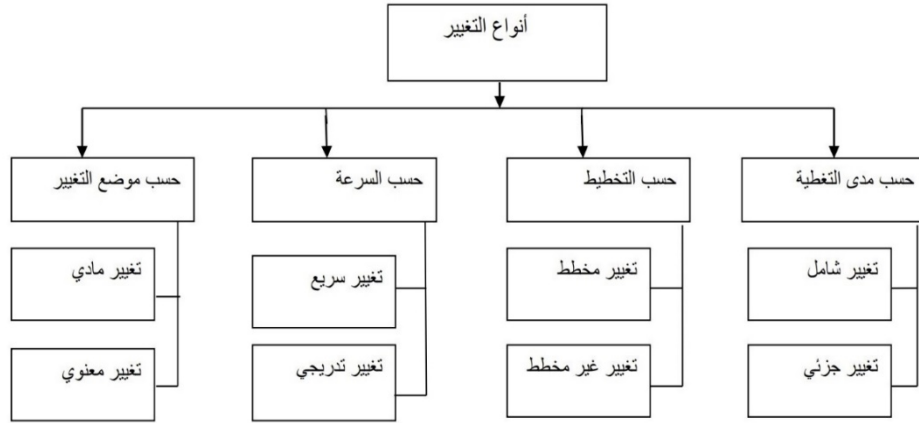 أنواع التغيير
حسب مدى التغطية
حسب التخطيط
حسب السرعة
حسب موضع التغيير
تغيير شامل
تغيير مخطط
تغيير سريع
تغيير مادي
تغيير جزئي
تغيير غير مخطط
تغيير تدريجي
تغيير معنوي